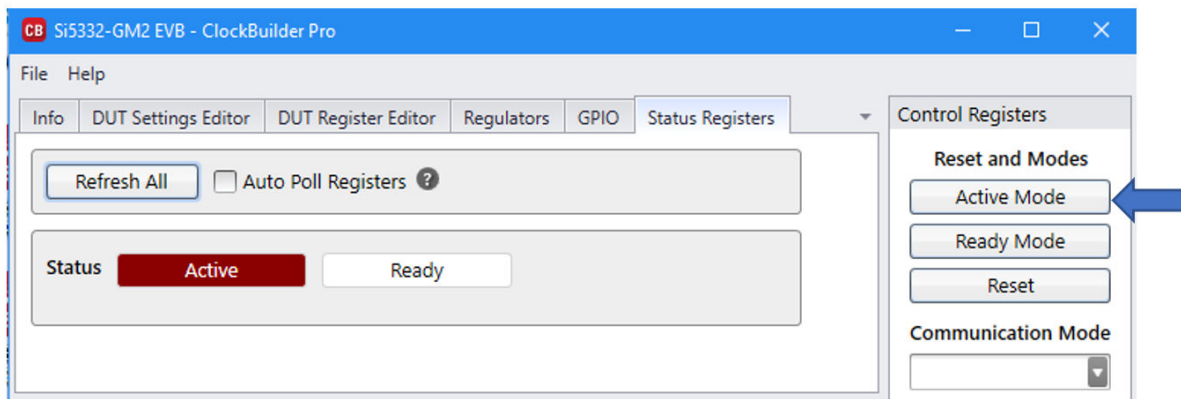 CB Si5332-GM2 EVB - ClockBuilder Pro
File Help
Info DUT Settings Editor DUT Register Editor Regulators GPIO Status Registers
Refresh All Auto Poll Registers ?
Status Active Ready
Control Registers
Reset and Modes
Active Mode
Ready Mode
Reset
Communication Mode